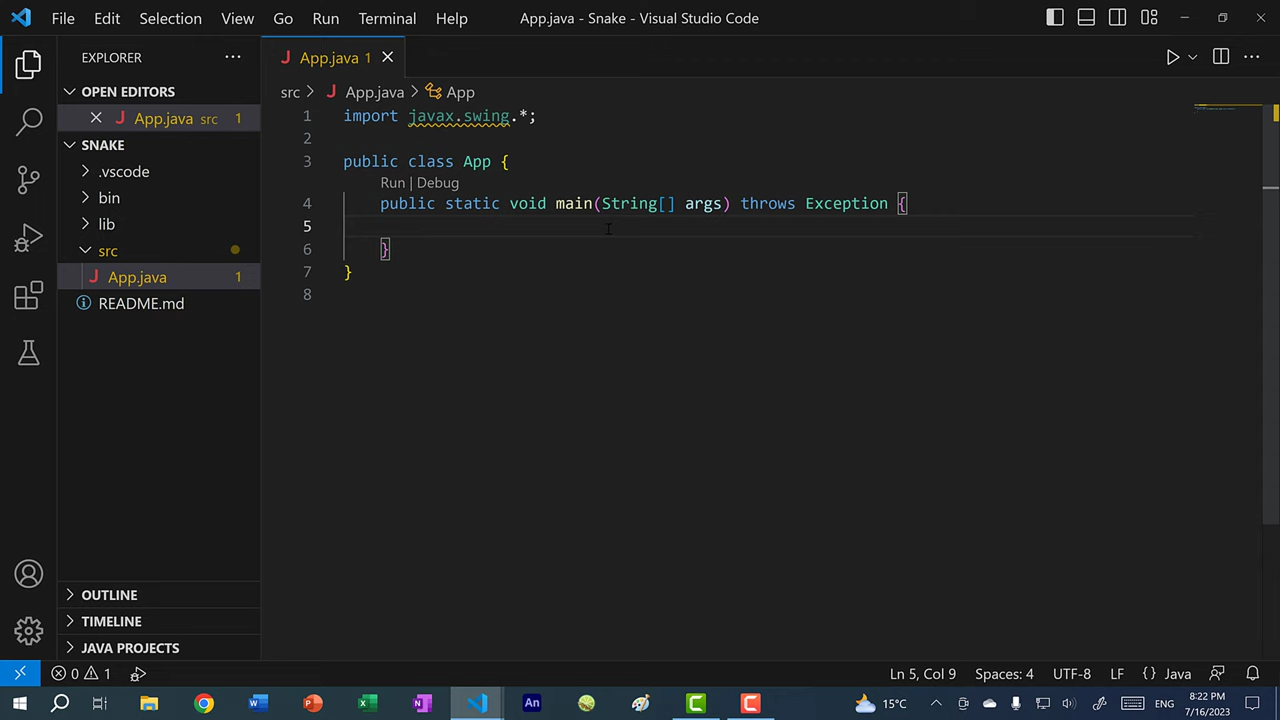 File Edit Selection View Go Run Terminal Help
App.java - Snake - Visual Studio Code
EXPLORER
OPEN EDITORS
App.java src 1
SNAKE
.vscode
bin
lib
src
App.java 1
README.md
OUTLINE
TIMELINE
JAVA PROJECTS
App.java 1
src > App.java > App
1 import javax.swing.*;
2
3 public class App {
Run | Debug
4 public static void main(String[] args) throws Exception {
5
6 }
7 }
8
0 1
Ln 5, Col 9 Spaces: 4 UTF-8 LF {} Java
15°C
ENG
8:22 PM
7/16/2023